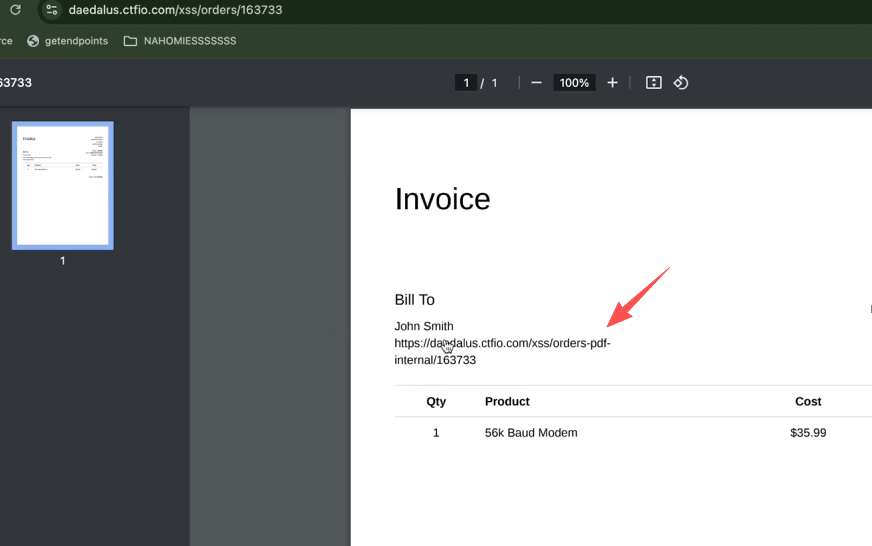 daedalus.ctfio.com/xss/orders/163733
rce getendpoints NAHOMIESSSSSSS
63733 1 / 1 100%
1
Invoice
Bill To
John Smith
https://daedalus.ctfio.com/xss/orders-pdf-
internal/163733
Qty Product Cost
1 56k Baud Modem $35.99